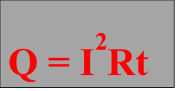 Q = I²Rt